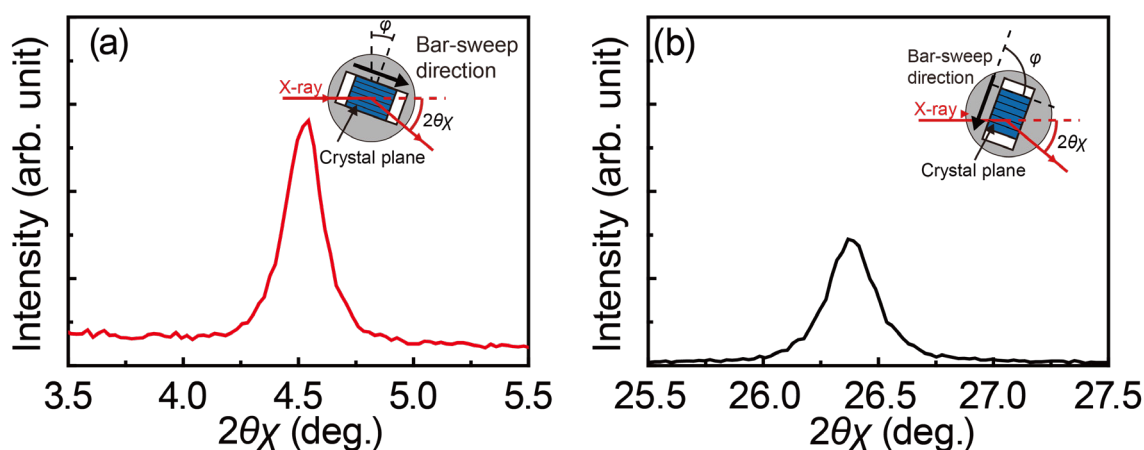 (a)
φ
Bar-sweep
direction
X-ray
2θχ
Crystal plane
Intensity (arb. unit)
3.5 4.0 4.5 5.0 5.5
2θχ (deg.)
(b)
φ
Bar-sweep
direction
X-ray
2θχ
Crystal plane
Intensity (arb. unit)
25.5 26.0 26.5 27.0 27.5
2θχ (deg.)